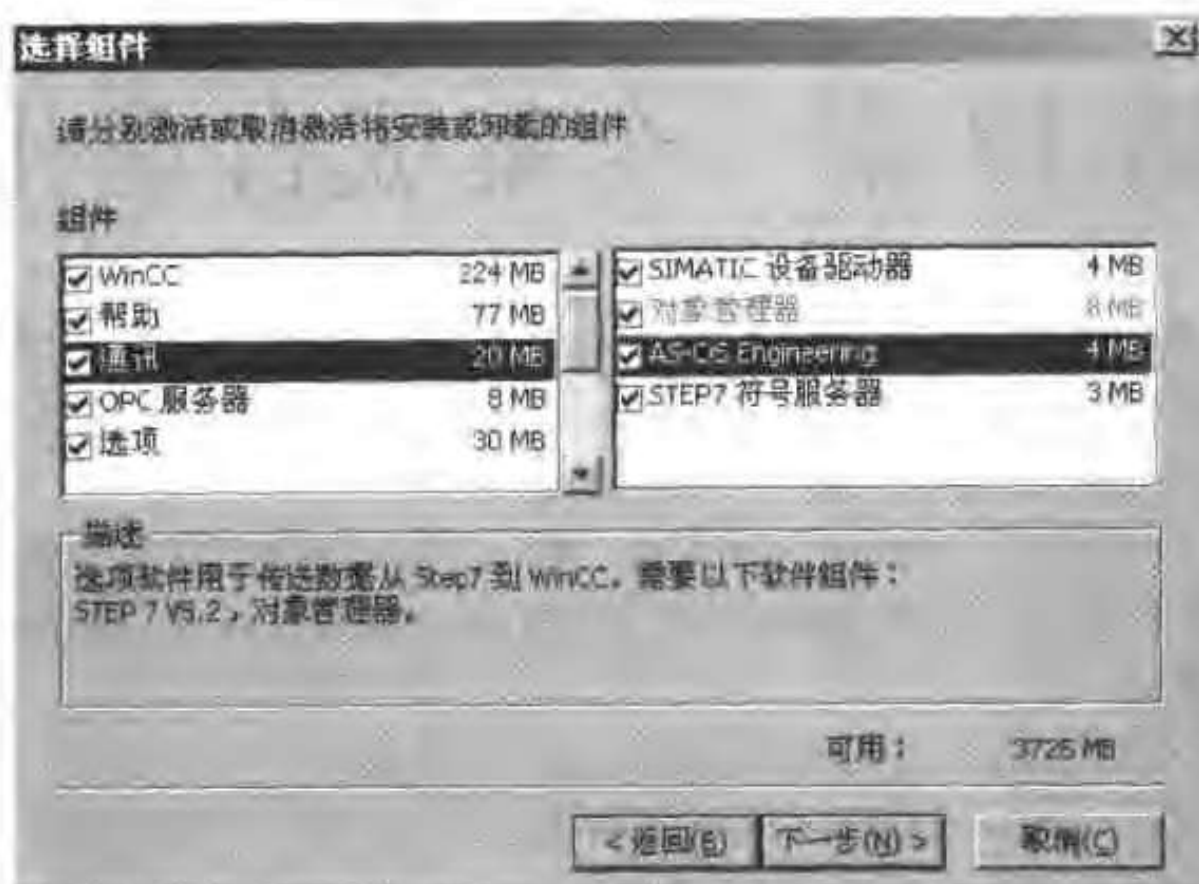 选择组件
请分别激活或取消激活将安装或卸载的组件
组件
WinCC 224 MB
帮助 77 MB
通讯 20 MB
OPC 服务器 8 MB
选项 30 MB
SIMATIC 设备驱动器 4 MB
对象管理器 8 MB
AS-OS Engineering 4 MB
STEP7 符号服务器 3 MB
描述
选项软件用于传送数据从 Step7 到 WinCC。需要以下软件组件：
STEP 7 V5.2，对象管理器。
可用： 3726 MB
< 返回(B) 下一步(N) > 取消(C)